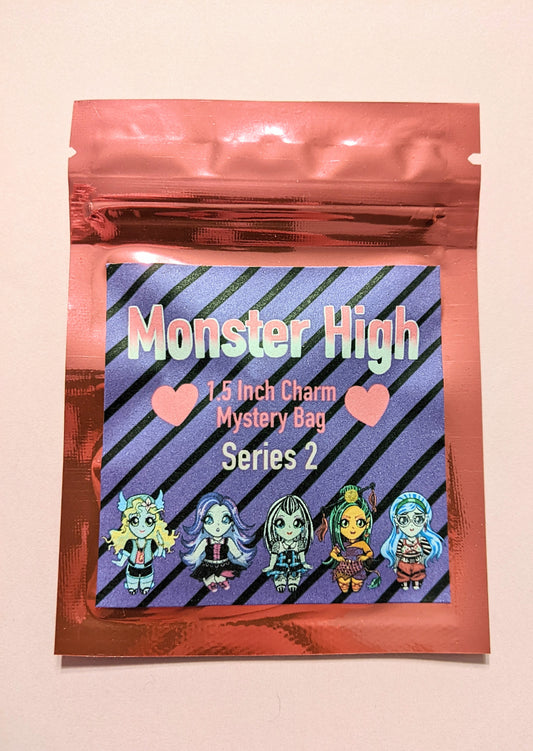 Monster High
1.5 Inch Charm
Mystery Bag
Series 2